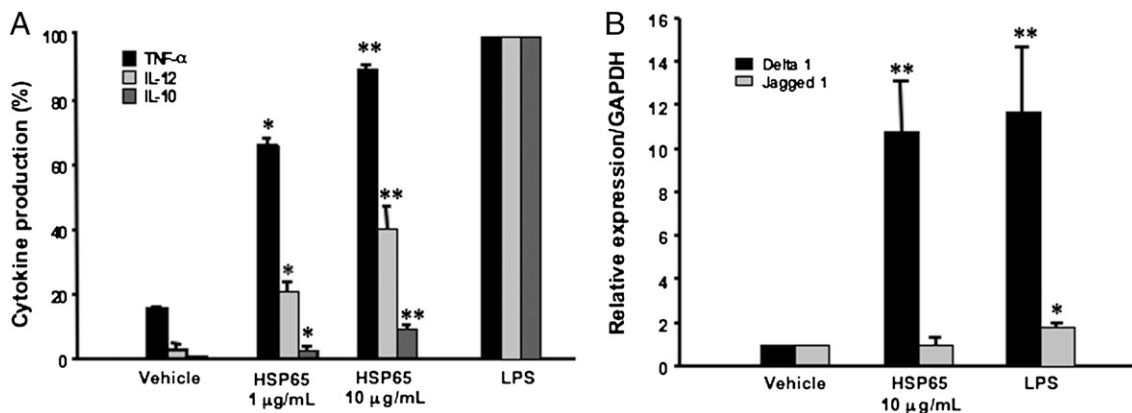 A
Cytokine production (%)
100
80
60
40
20
0
TNF-α
IL-12
IL-10
*
*
*
**
**
**
Vehicle
HSP65
1 μg/mL
HSP65
10 μg/mL
LPS
B
Relative expression/GAPDH
16
14
12
10
8
6
4
2
0
Delta 1
Jagged 1
**
**
*
Vehicle
HSP65
10 μg/mL
LPS